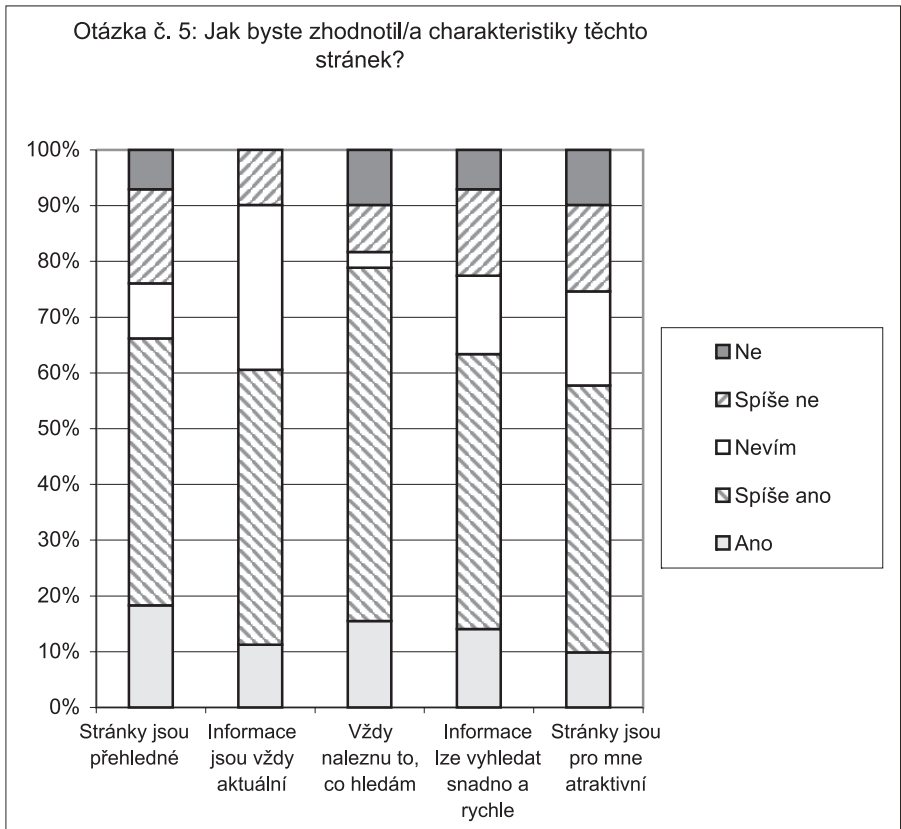 Otázka č. 5: Jak byste zhodnotil/a charakteristiky těchto
stránek?
100%
90%
80%
70%
60%
50%
40%
30%
20%
10%
0%
Stránky jsou
přehledné
Informace
jsou vždy
aktuální
Vždy
naleznu to,
co hledám
Informace
lze vyhledat
snadno a
rychle
Stránky jsou
pro mne
atraktivní
Ne
Spíše ne
Nevím
Spíše ano
Ano